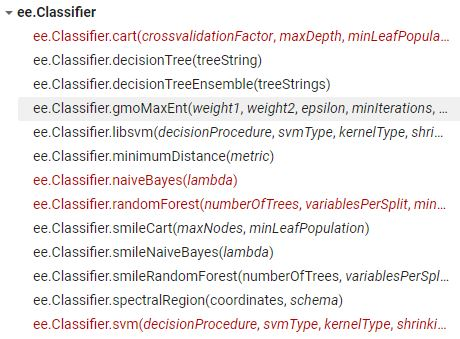 ee.Classifier
ee.Classifier.cart(crossvalidationFactor, maxDepth, minLeafPopula...
ee.Classifier.decisionTree(treeString)
ee.Classifier.decisionTreeEnsemble(treeStrings)
ee.Classifier.gmoMaxEnt(weight1, weight2, epsilon, minIterations, ...
ee.Classifier.libsvm(decisionProcedure, svmType, kernelType, shri...
ee.Classifier.minimumDistance(metric)
ee.Classifier.naiveBayes(lambda)
ee.Classifier.randomForest(numberOfTrees, variablesPerSplit, min...
ee.Classifier.smileCart(maxNodes, minLeafPopulation)
ee.Classifier.smileNaiveBayes(lambda)
ee.Classifier.smileRandomForest(numberOfTrees, variablesPerSpl...
ee.Classifier.spectralRegion(coordinates, schema)
ee.Classifier.svm(decisionProcedure, svmType, kernelType, shrinki...